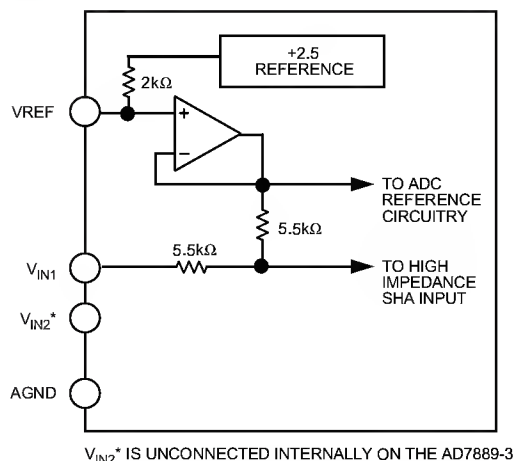 +2.5
REFERENCE
2kΩ
VREF
+
–
TO ADC
REFERENCE
CIRCUITRY
5.5kΩ
5.5kΩ
VIN1
TO HIGH
IMPEDANCE
SHA INPUT
VIN2*
AGND
VIN2* IS UNCONNECTED INTERNALLY ON THE AD7889-3